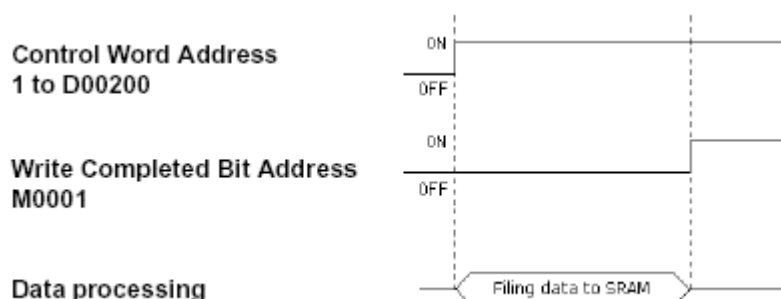 Control Word Address
1 to D00200
ON
OFF
Write Completed Bit Address
M0001
ON
OFF
Data processing
Filing data to SRAM